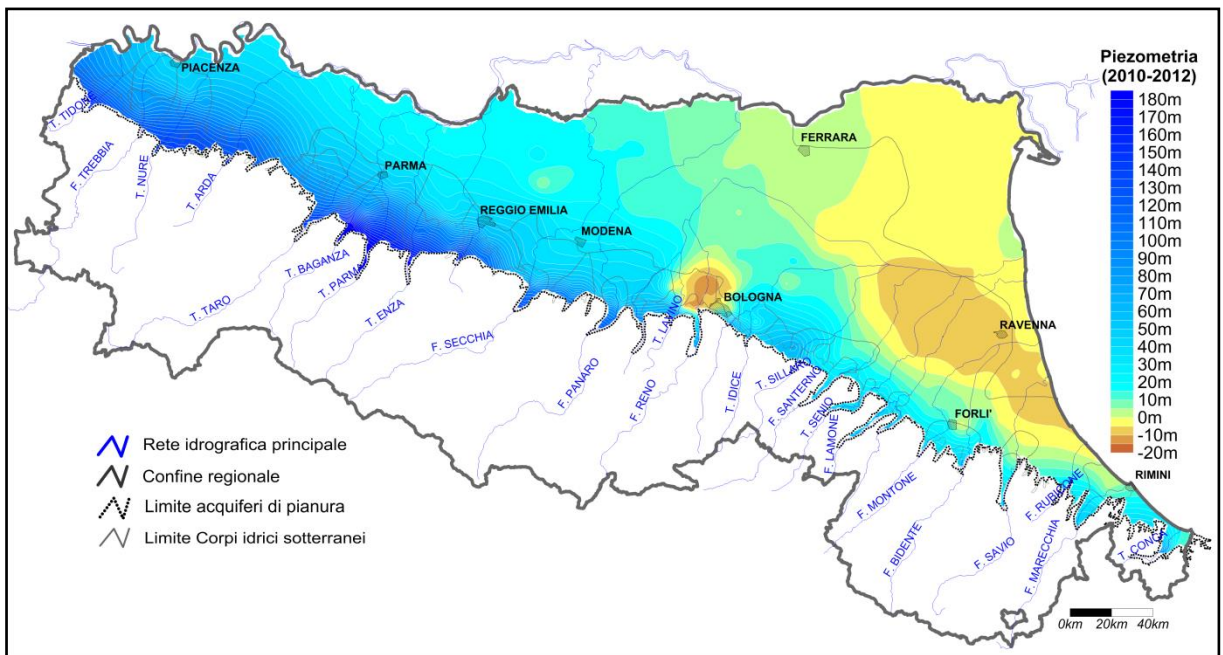 Piezometria
(2010-2012)
180m
170m
160m
150m
140m
130m
120m
110m
100m
90m
80m
70m
60m
50m
40m
30m
20m
10m
0m
-10m
-20m
PIACENZA
PARMA
REGGIO EMILIA
MODENA
BOLOGNA
FERRARA
RAVENNA
FORLI'
RIMINI
T. TIDONE
F. TREBBIA
T. NURE
T. ARDA
T. TARO
T. BAGANZA
T. PARMA
T. ENZA
F. SECCHIA
F. PANARO
F. RENO
T. LAVINO
T. IDICE
T. SILLARO
F. SANTERNO
T. SENIO
F. LAMONE
F. MONTONE
F. BIDENTE
F. SAVIO
F. RUBICONE
F. MARECCHIA
T. CONCA
Rete idrografica principale
Confine regionale
Limite acquiferi di pianura
Limite Corpi idrici sotterranei
0km 20km 40km